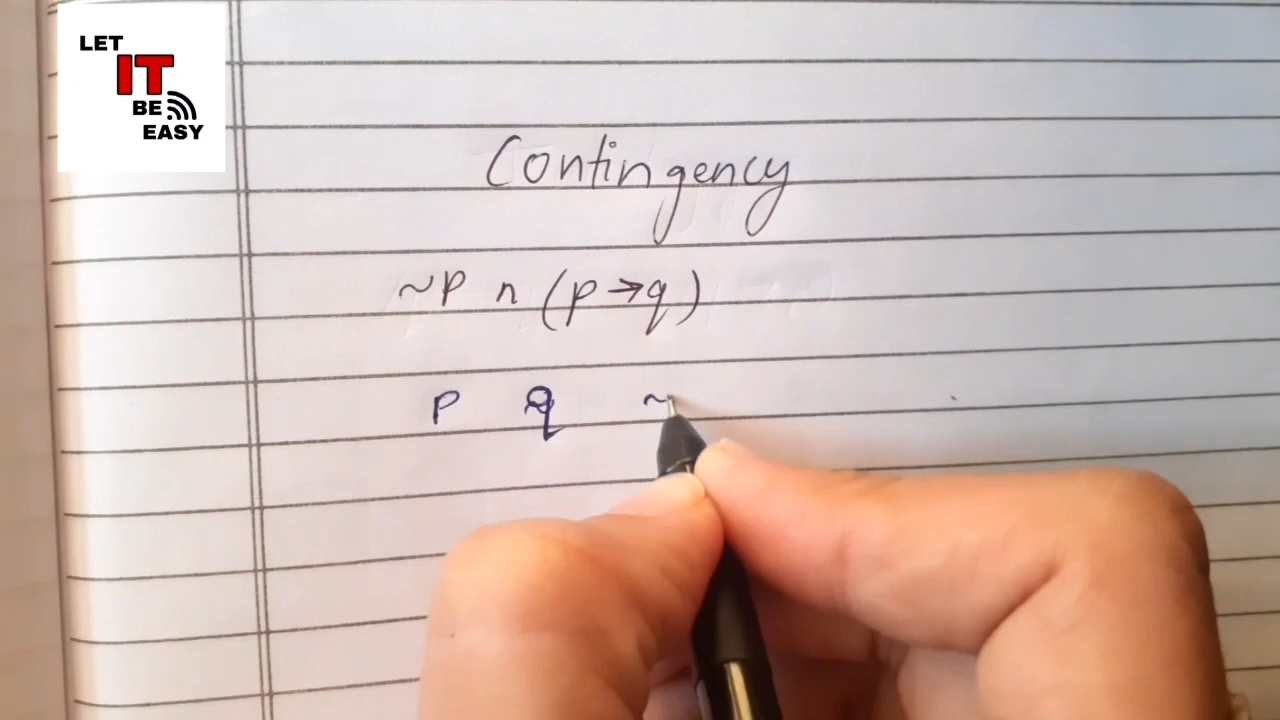 LET
IT
BE
EASY
Contingency
~p n (p→q)
p q ~